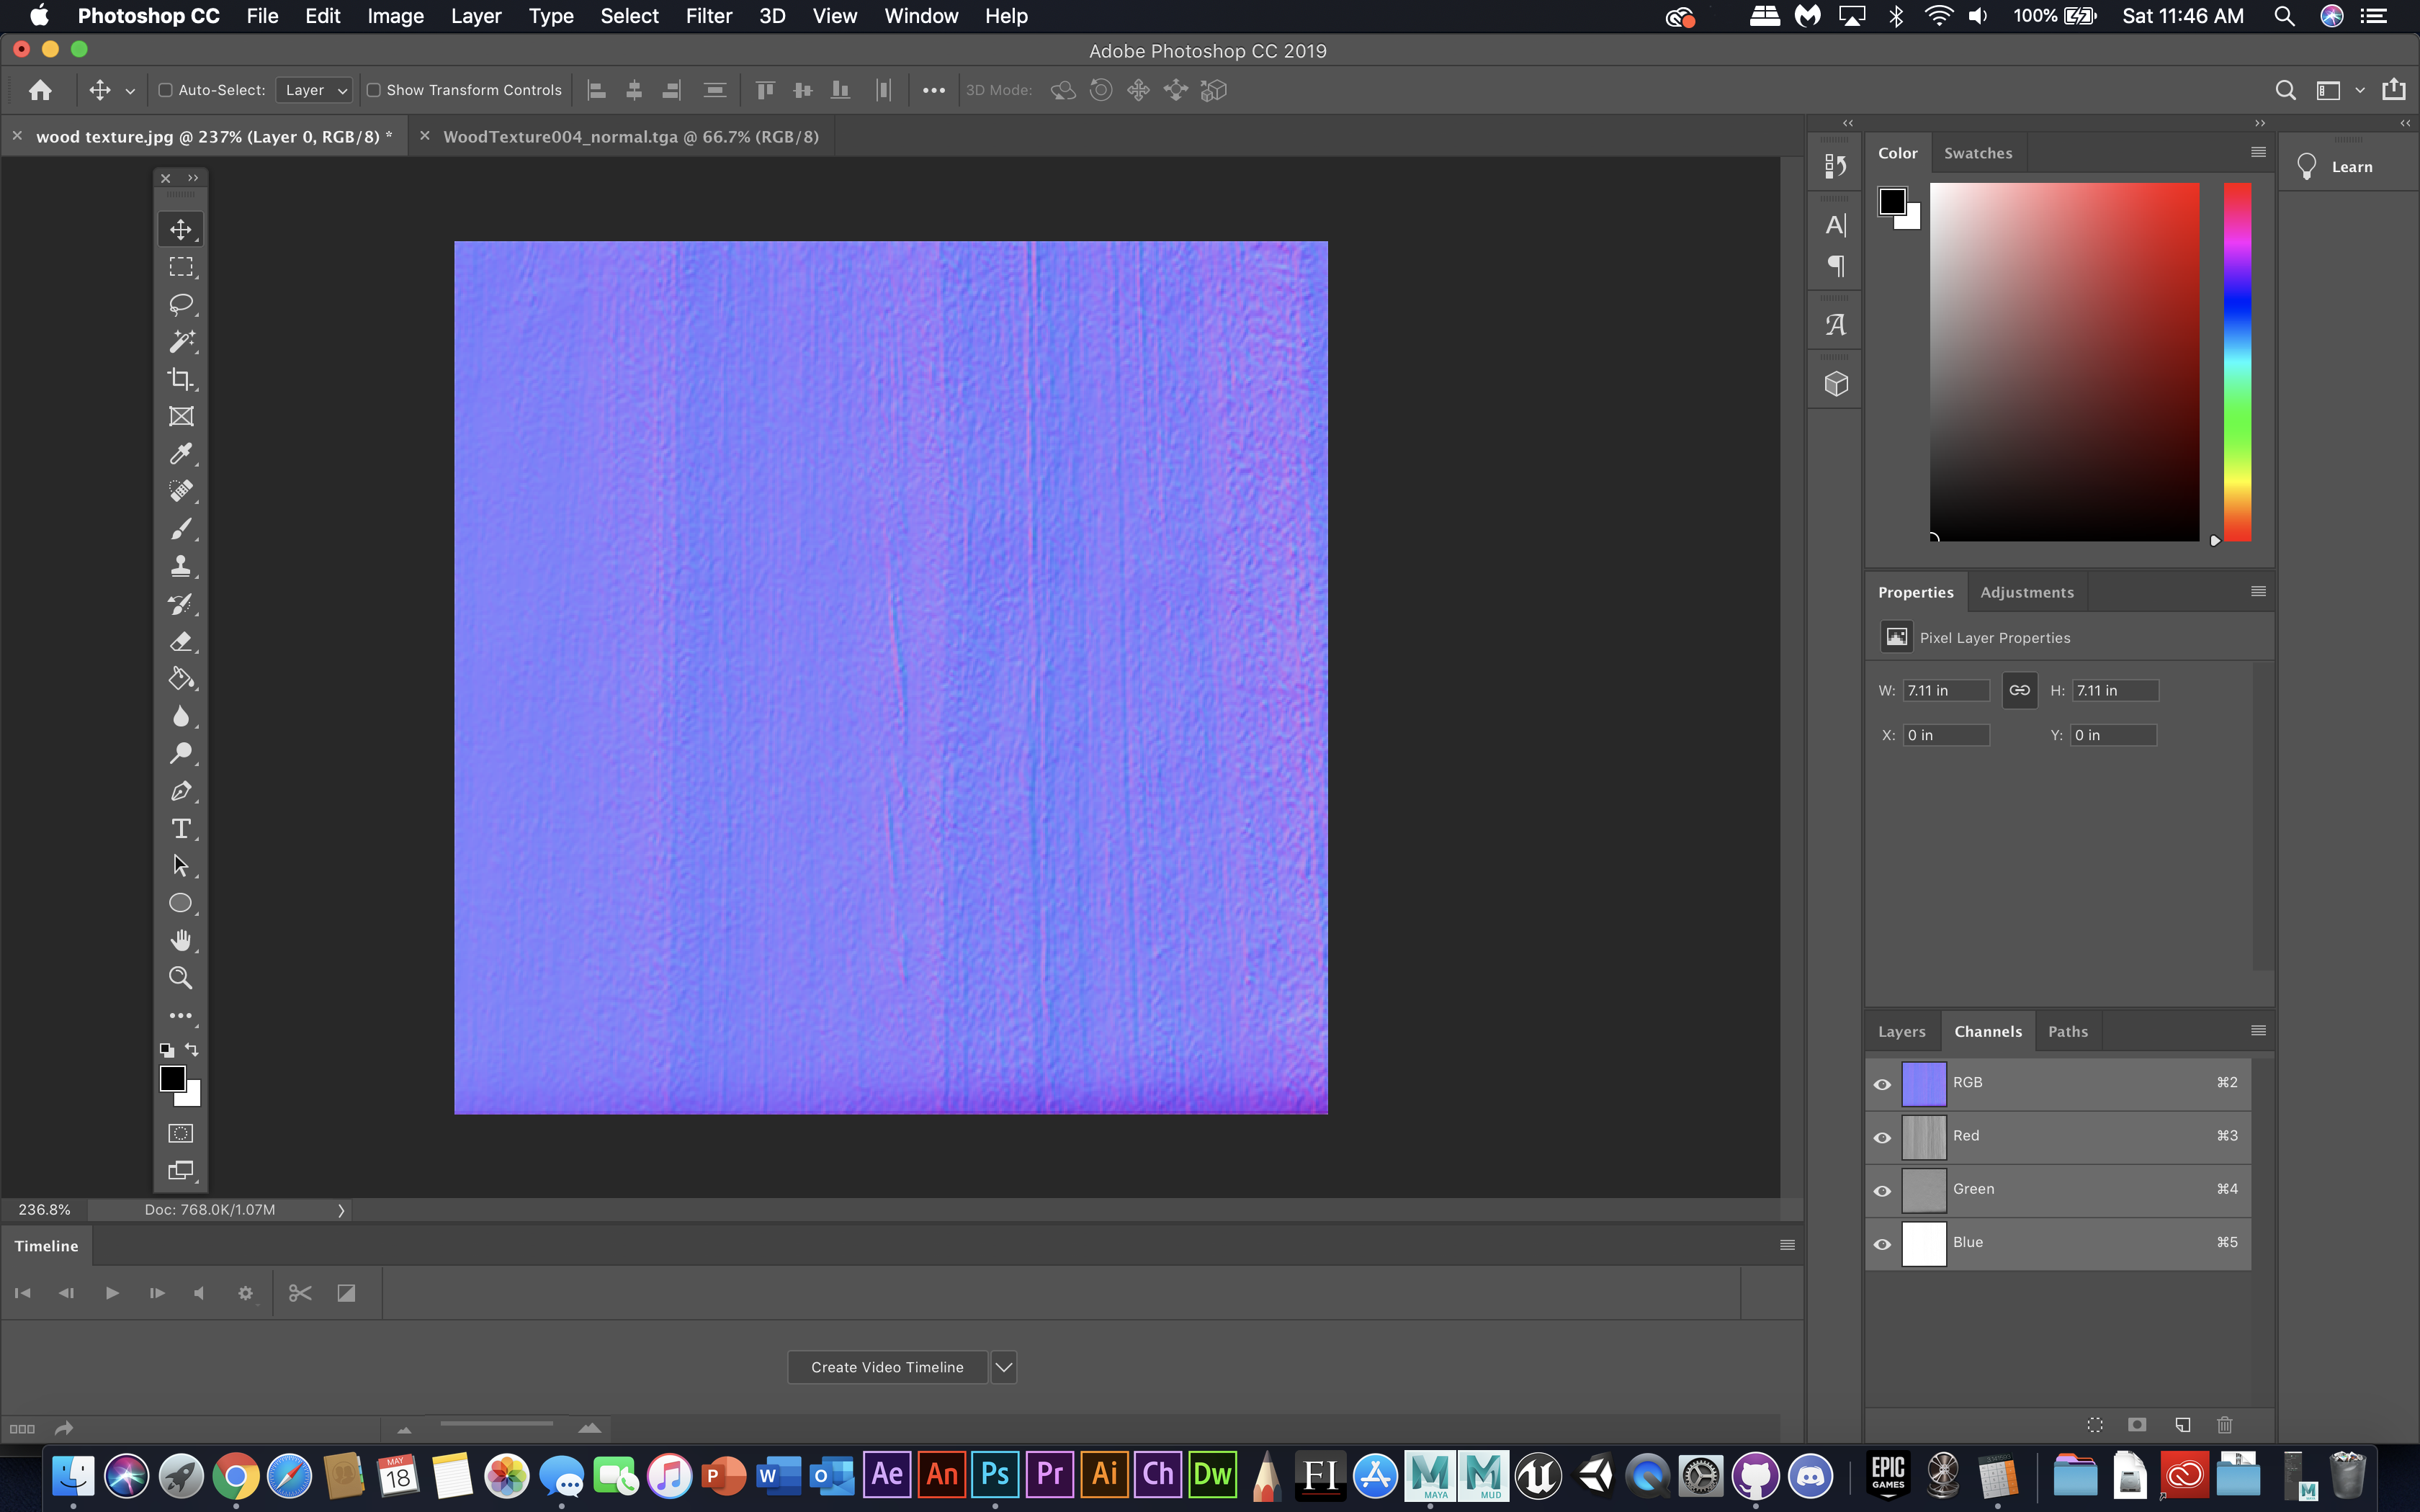 Photoshop CC File Edit Image Layer Type Select Filter 3D View Window Help 100% Sat 11:46 AM
Adobe Photoshop CC 2019
Auto-Select: Layer Show Transform Controls 3D Mode:
wood texture.jpg @ 237% (Layer 0, RGB/8) * WoodTexture004_normal.tga @ 66.7% (RGB/8)
Color Swatches
Learn
Properties Adjustments
Pixel Layer Properties
W: 7.11 in H: 7.11 in
X: 0 in Y: 0 in
Layers Channels Paths
RGB ⌘2
Red ⌘3
Green ⌘4
Blue ⌘5
236.8% Doc: 768.0K/1.07M
Timeline
Create Video Timeline
MAY
18
P W O Ae An Ps Pr Ai Ch Dw FI
MAYA
MUD
EPIC
GAMES
M